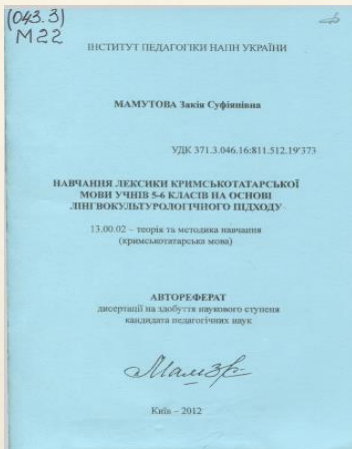 (043.3)
М22
ІНСТИТУТ ПЕДАГОГІКИ НАПН УКРАЇНИ
МАМУТОВА Закія Суфіянівна
УДК 371.3.046.16:811.512.19'373
НАВЧАННЯ ЛЕКСИКИ КРИМСЬКОТАТАРСЬКОЇ
МОВИ УЧНІВ 5-6 КЛАСІВ НА ОСНОВІ
ЛІНГВОКУЛЬТУРОЛОГІЧНОГО ПІДХОДУ
13.00.02 – теорія та методика навчання
(кримськотатарська мова)
АВТОРЕФЕРАТ
дисертації на здобуття наукового ступеня
кандидата педагогічних наук
Київ – 2012